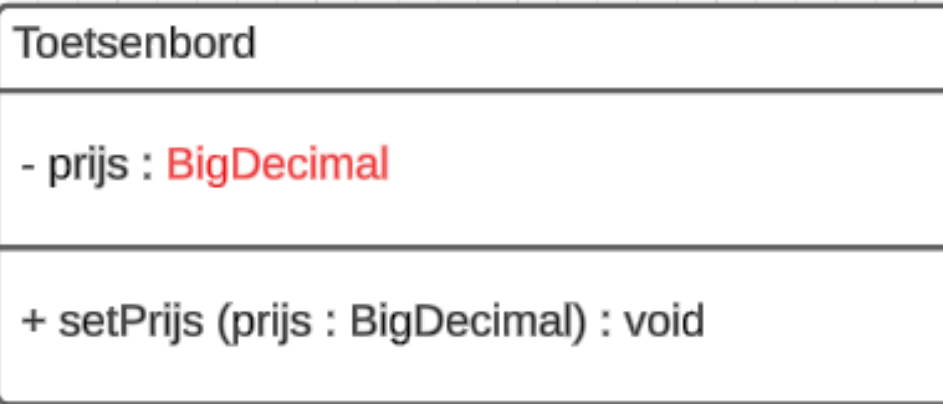 Toetsenbord
- prijs : BigDecimal
+ setPrijs (prijs : BigDecimal) : void